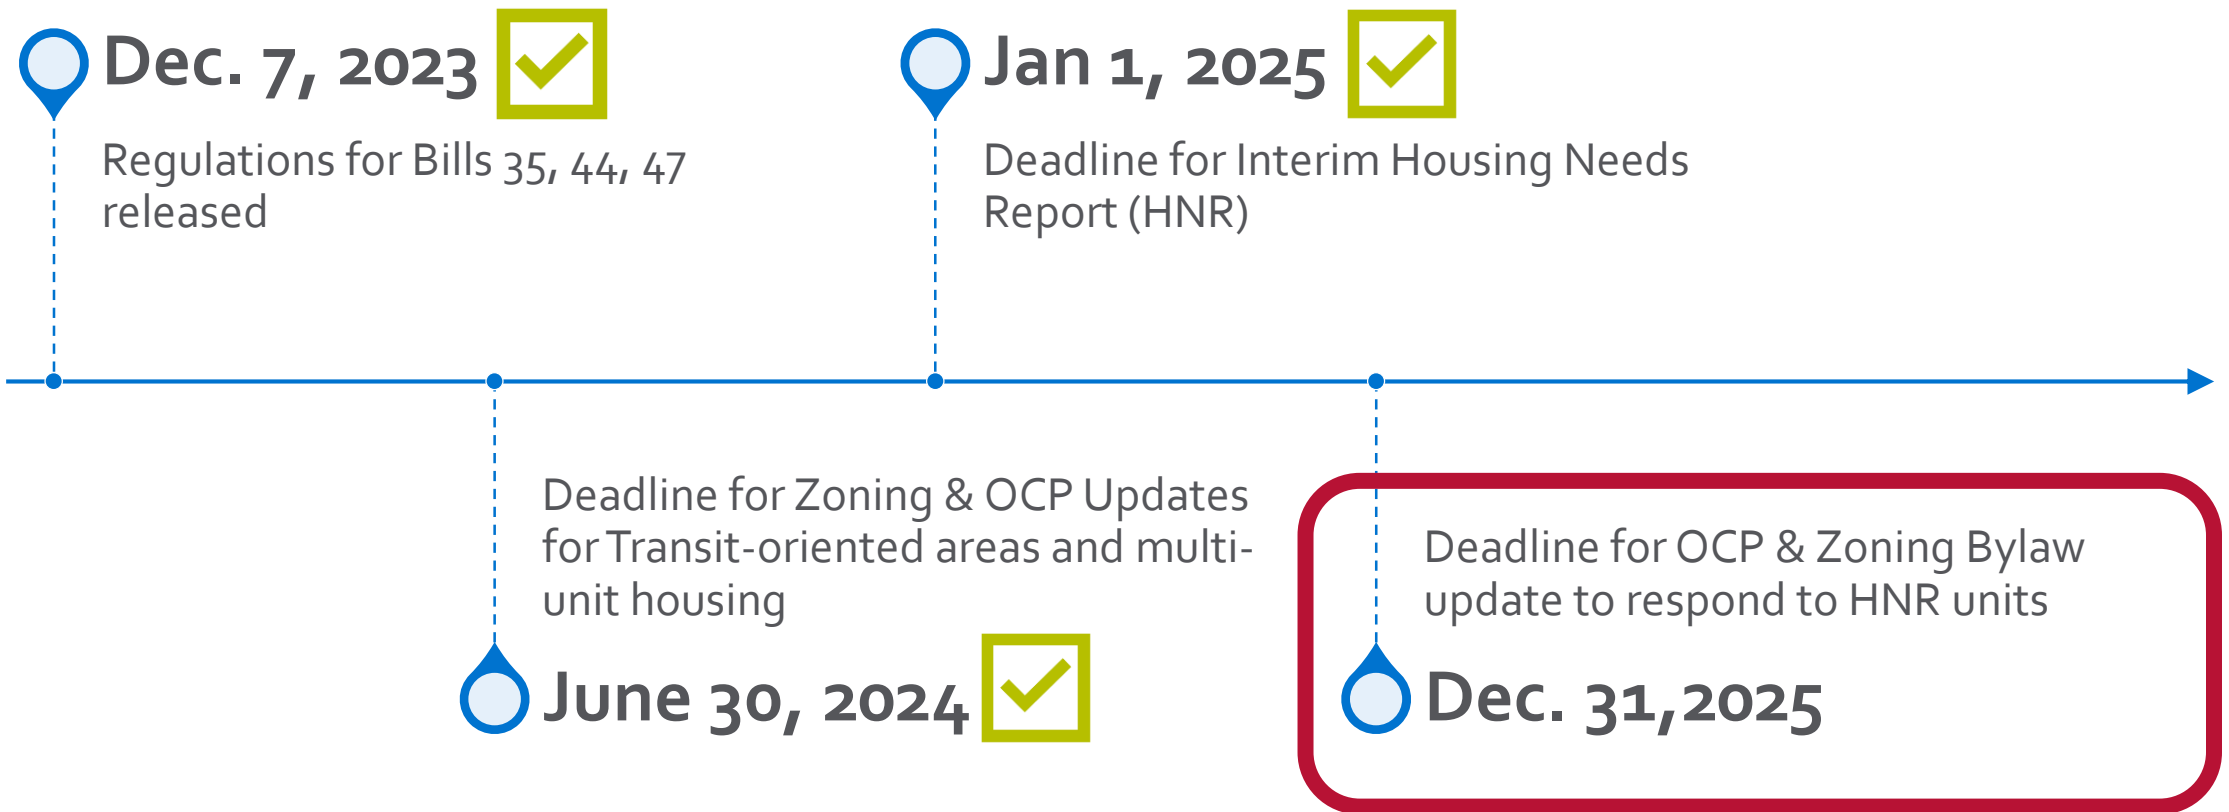 Dec. 7, 2023
Regulations for Bills 35, 44, 47
released
Jan 1, 2025
Deadline for Interim Housing Needs
Report (HNR)
Deadline for Zoning & OCP Updates
for Transit-oriented areas and multi-
unit housing
June 30, 2024
Deadline for OCP & Zoning Bylaw
update to respond to HNR units
Dec. 31,2025